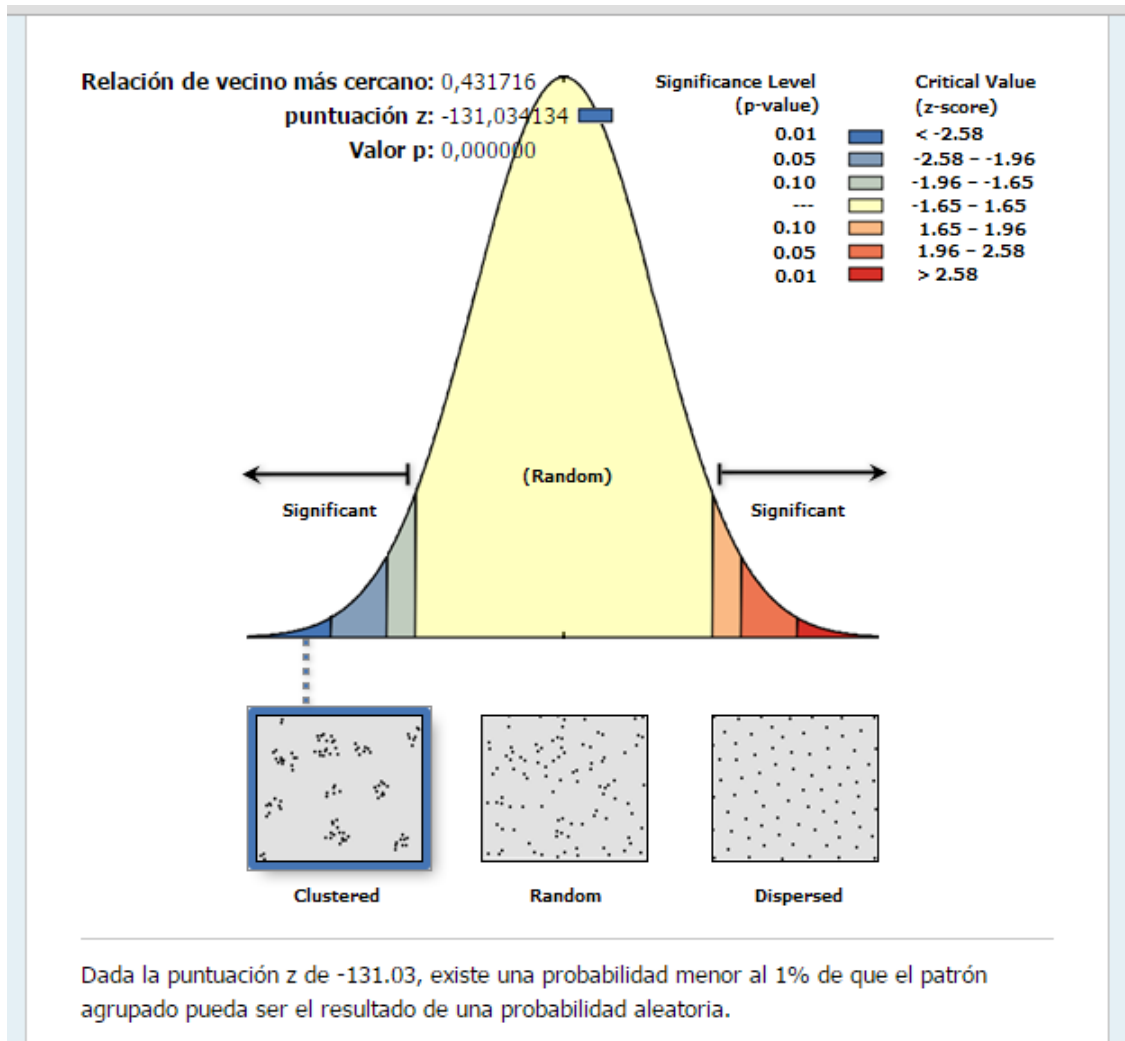 Relación de vecino más cercano: 0,431716
puntuación z: -131,034134
Valor p: 0,000000
Significance Level
(p-value)
Critical Value
(z-score)
0.01 < -2.58
0.05 -2.58 – -1.96
0.10 -1.96 – -1.65
--- -1.65 – 1.65
0.10 1.65 – 1.96
0.05 1.96 – 2.58
0.01 > 2.58
(Random)
Significant
Significant
Clustered
Random
Dispersed
Dada la puntuación z de -131.03, existe una probabilidad menor al 1% de que el patrón
agrupado pueda ser el resultado de una probabilidad aleatoria.